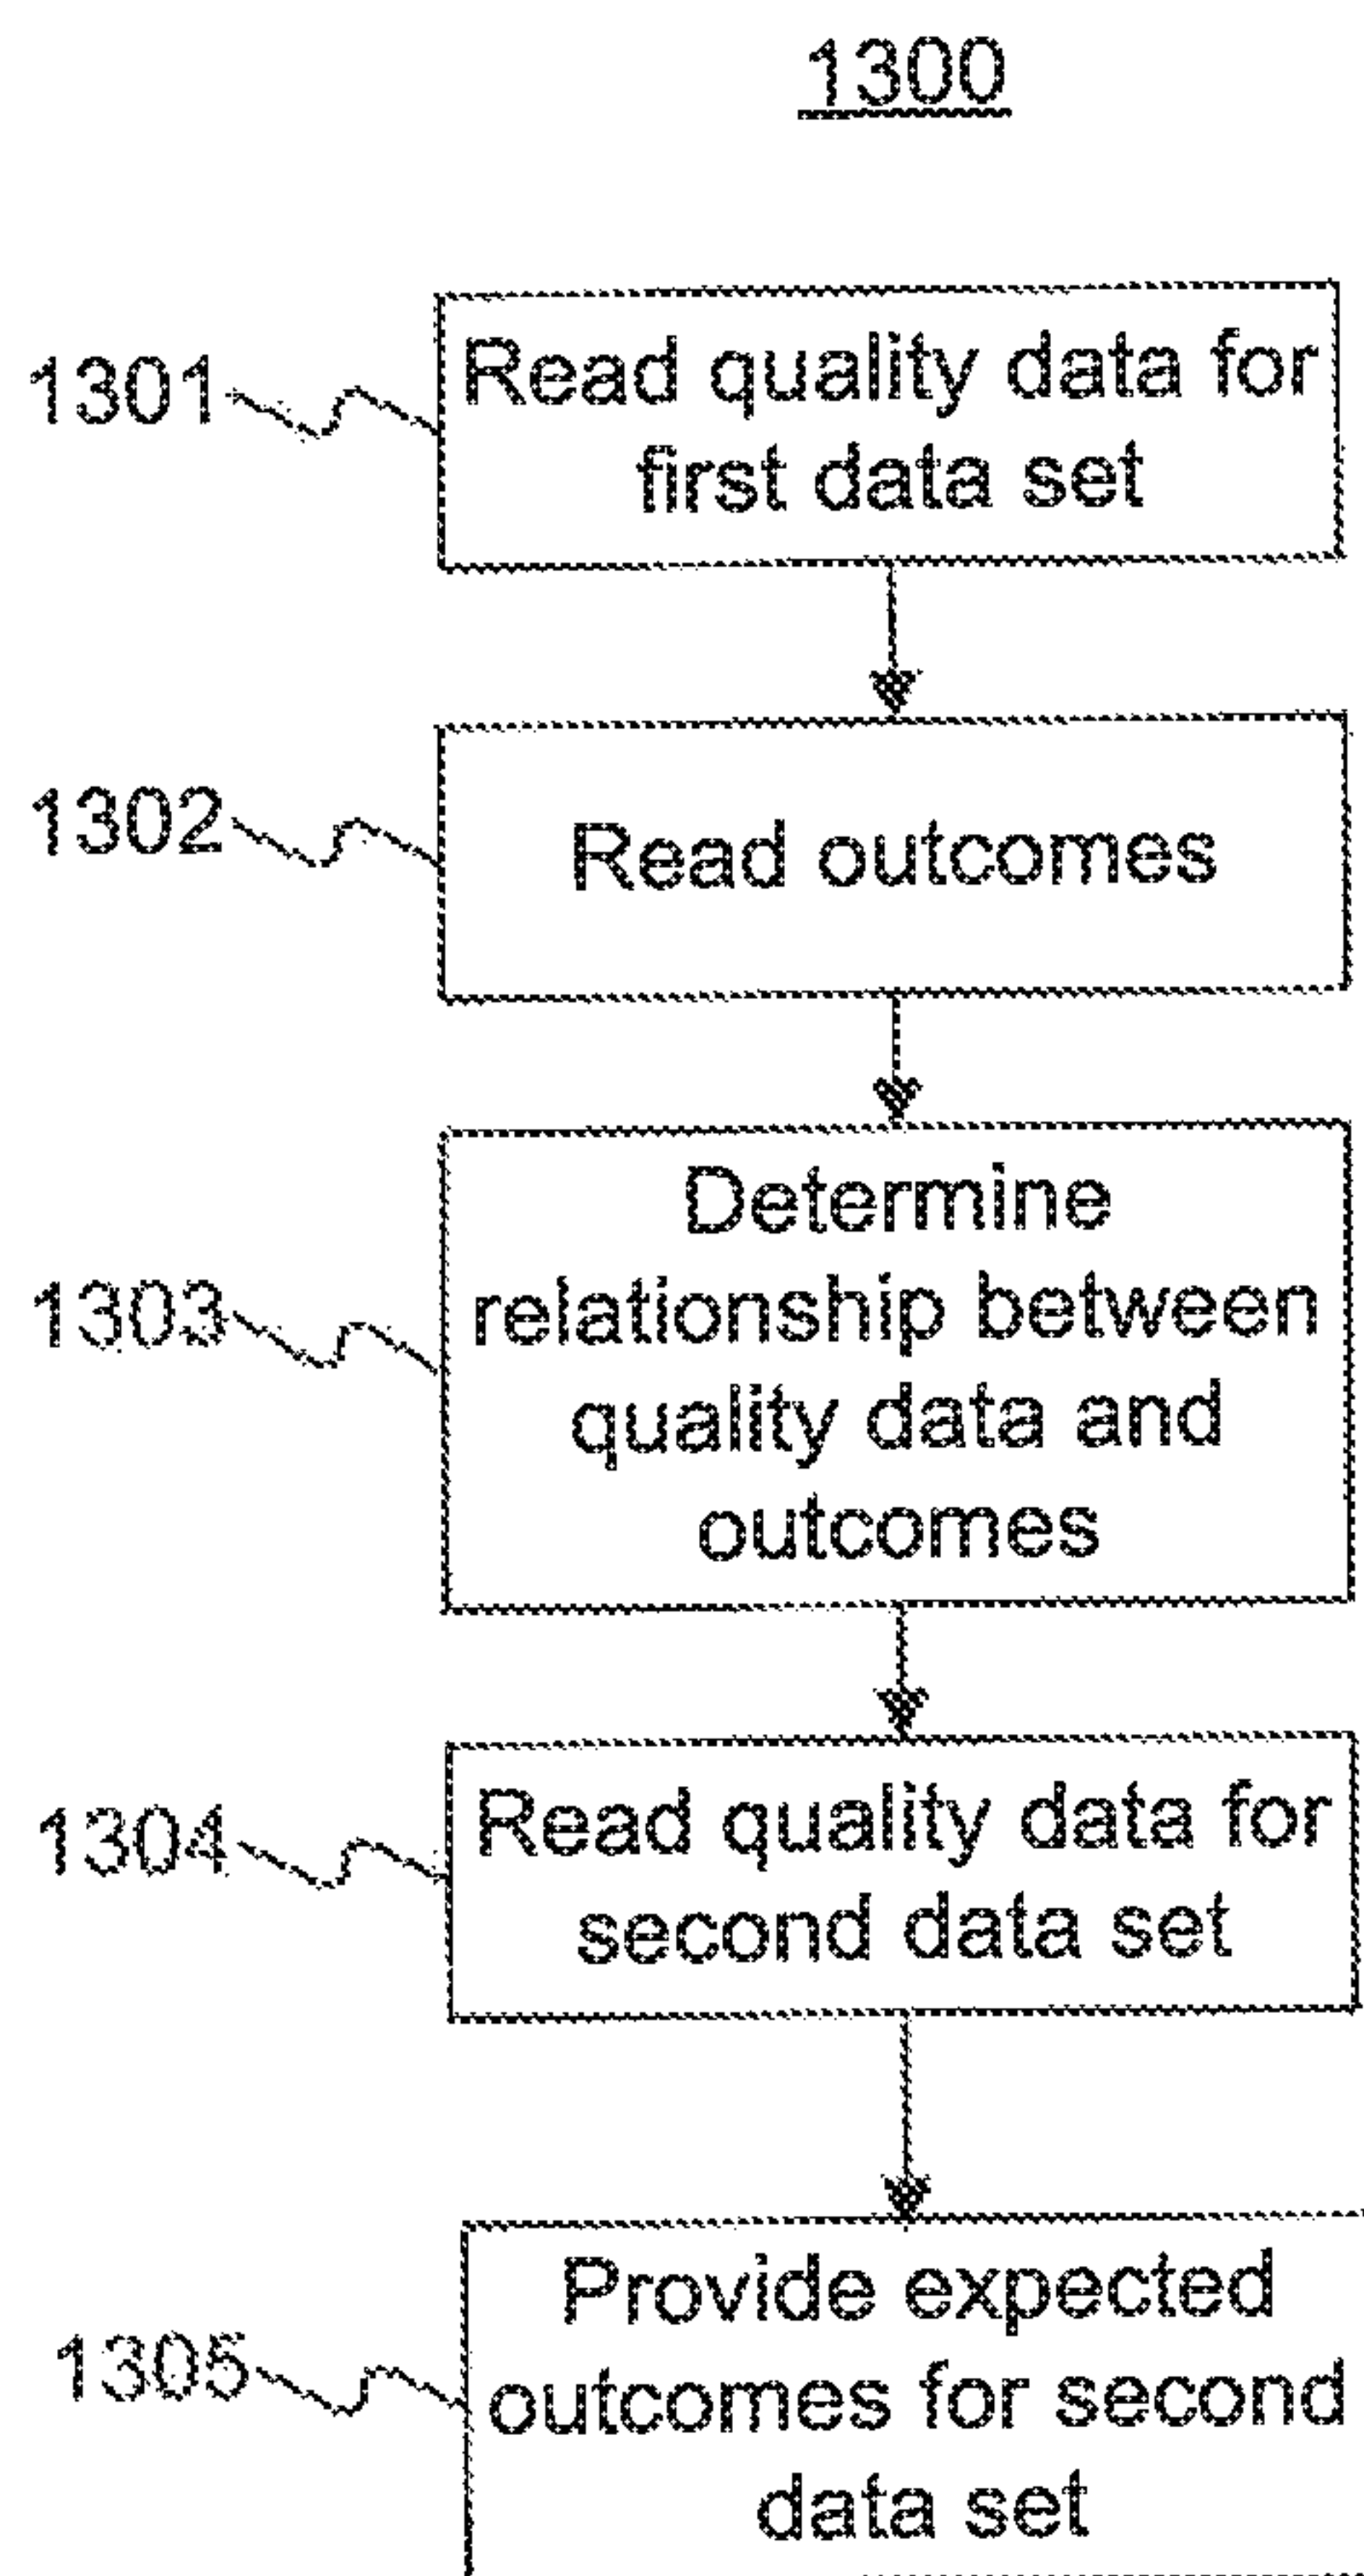 1300
1301
Read quality data for
first data set
1302
Read outcomes
1303
Determine
relationship between
quality data and
outcomes
1304
Read quality data for
second data set
1305
Provide expected
outcomes for second
data set